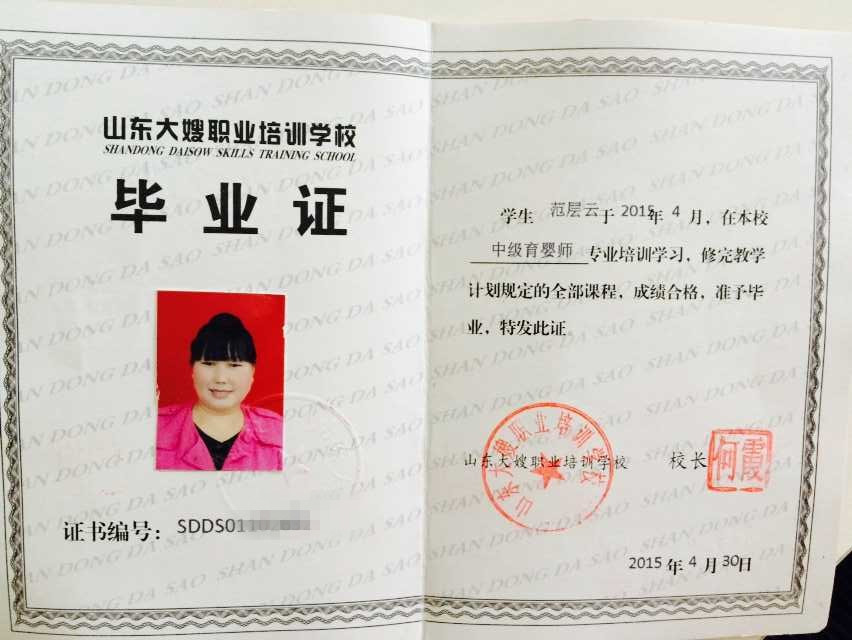 山东大嫂职业培训学校
SHANDONG DAISOW SKILLS TRAINING SCHOOL
毕业证
证书编号：SDDS0110
学生 范层云于 2015年 4 月，在本校
中级育婴师 专业培训学习，修完教学
计划规定的全部课程，成绩合格，准予毕
业，特发此证
山东大嫂职业培训学校
山东大嫂职业培训学校 校长
何霞
2015 年 4 月 30日